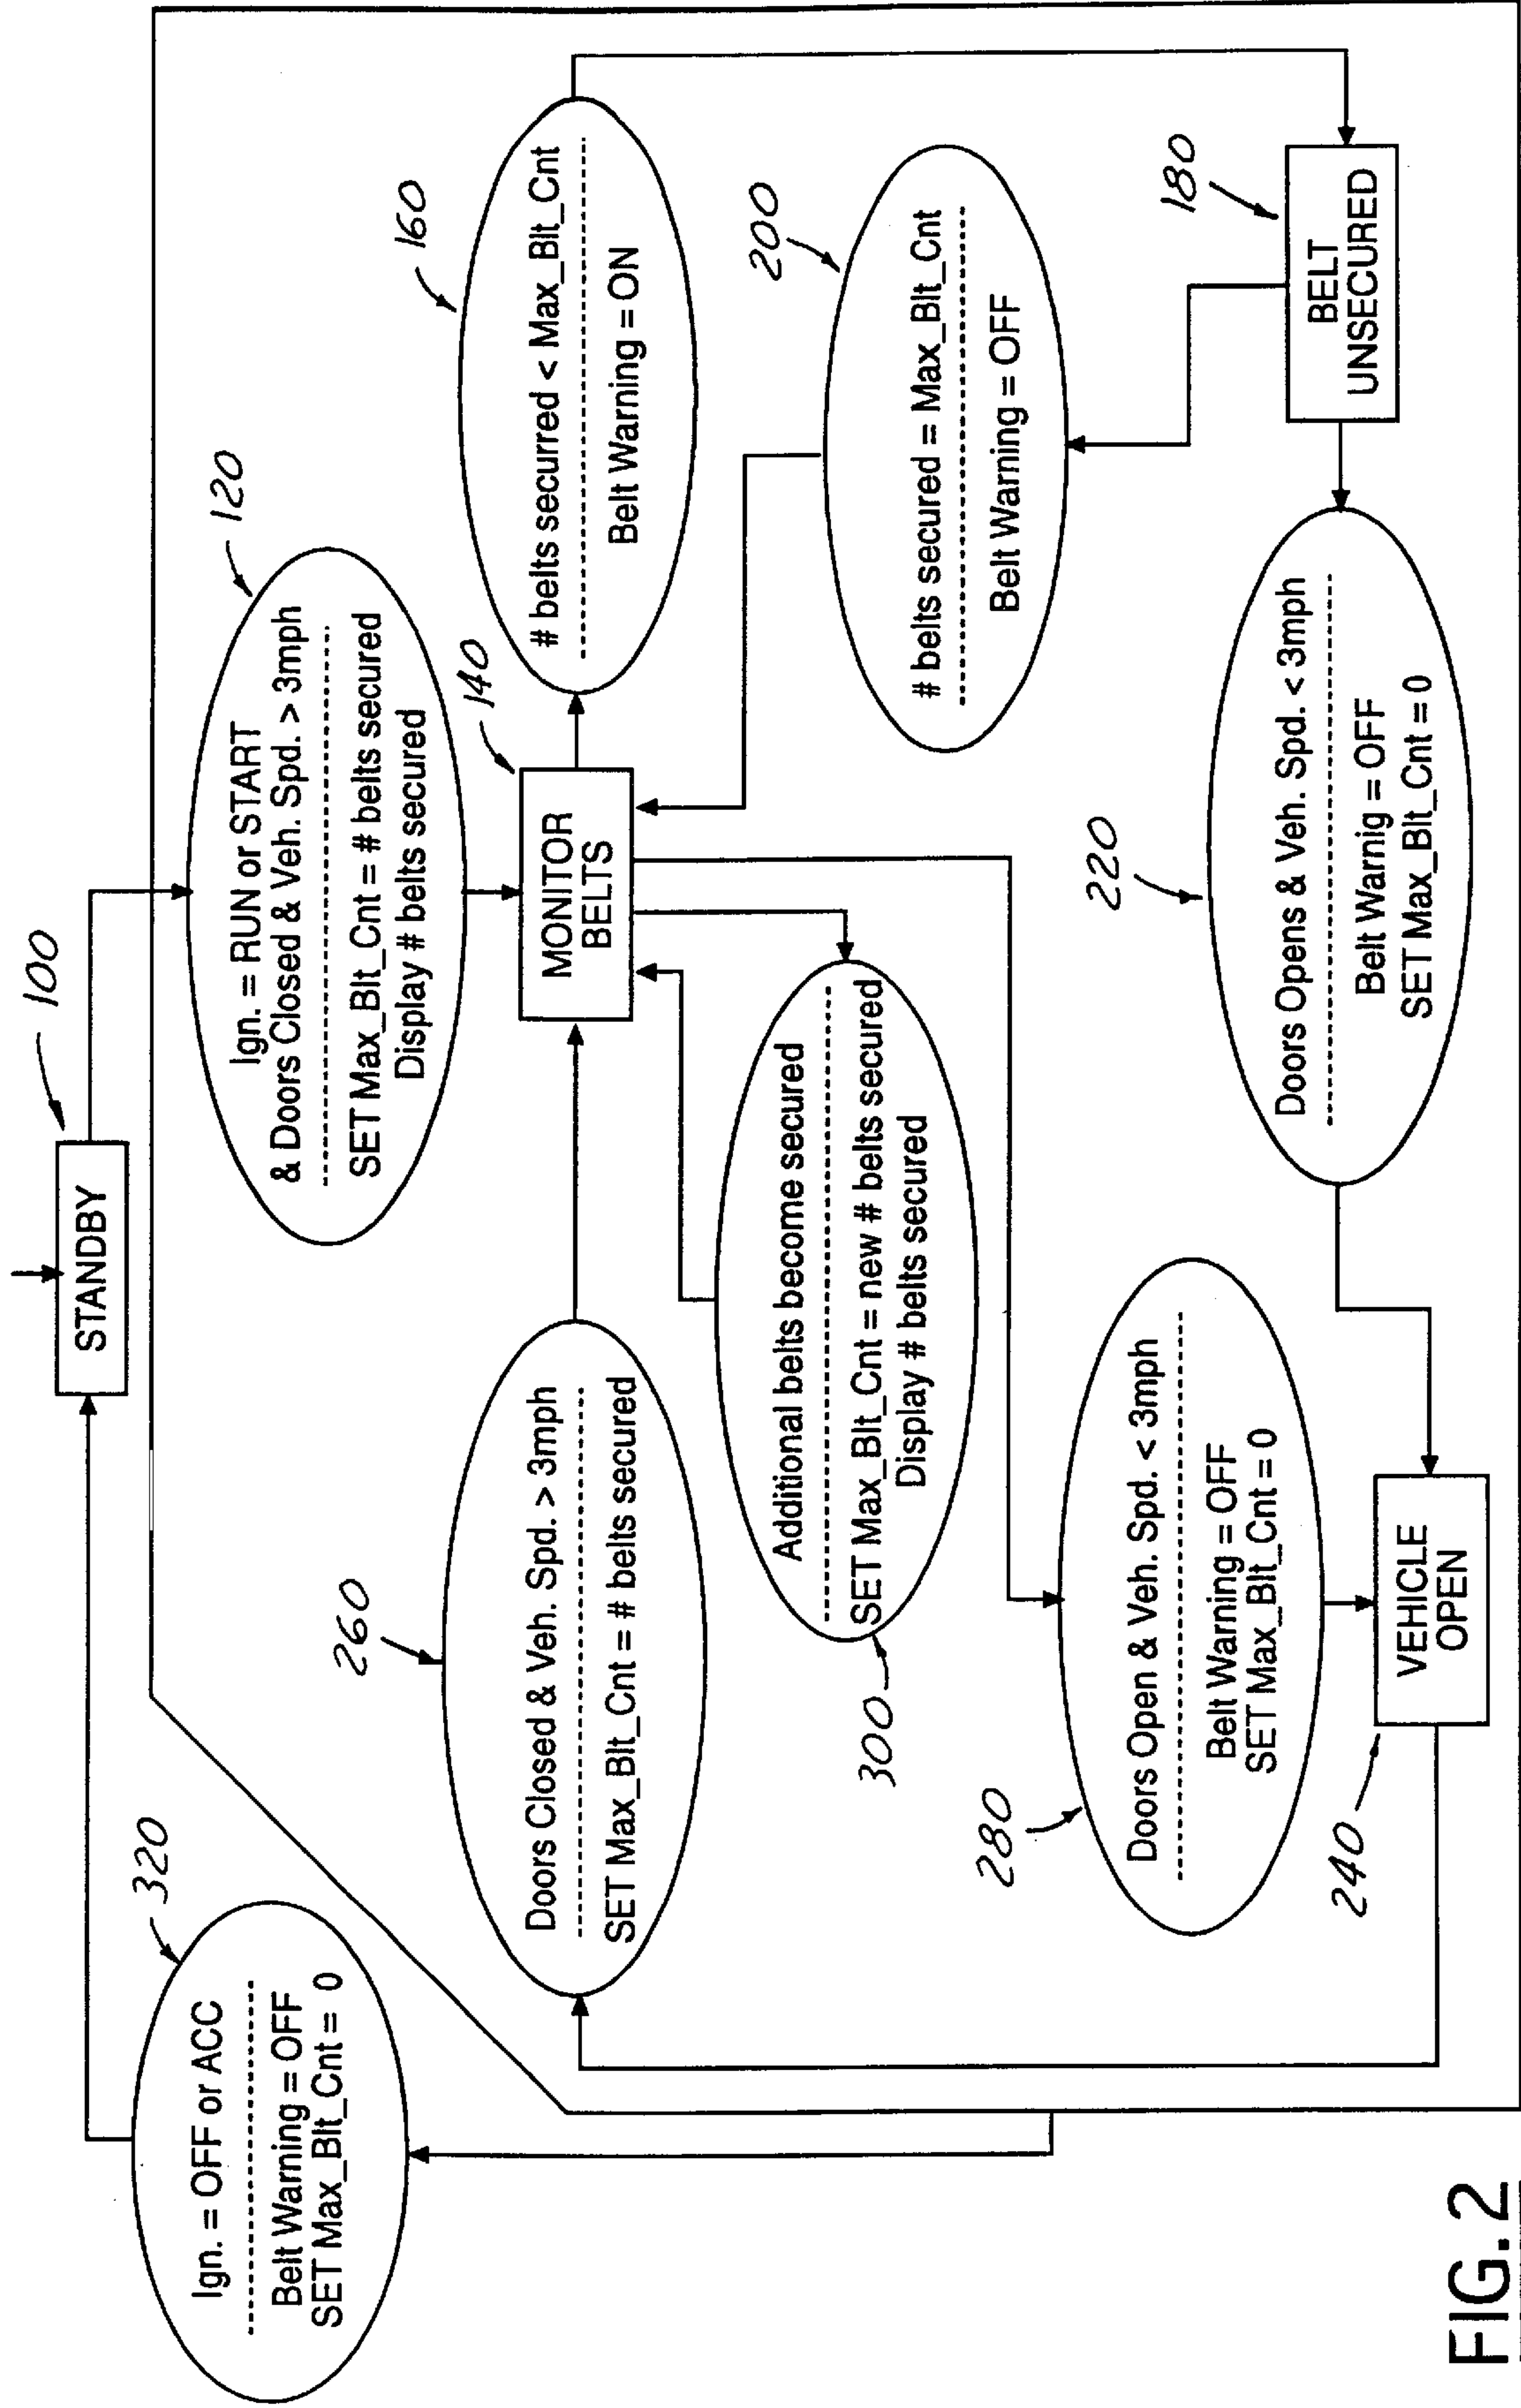 320
Ign. = OFF or ACC
Belt Warning = OFF
SET Max_Blt_Cnt = 0
STANDBY
100
120
Ign. = RUN or START
& Doors Closed & Veh. Spd. > 3mph
SET Max_Blt_Cnt = # belts secured
Display # belts secured
260
Doors Closed & Veh. Spd. > 3mph
SET Max_Blt_Cnt = # belts secured
140
MONITOR
BELTS
160
# belts securred < Max_Blt_Cnt
Belt Warning = ON
300
Additional belts become secured
SET Max_Blt_Cnt = new # belts secured
Display # belts secured
200
# belts secured = Max_Blt_Cnt
Belt Warning = OFF
280
Doors Open & Veh. Spd. < 3mph
Belt Warning = OFF
SET Max_Blt_Cnt = 0
220
Doors Opens & Veh. Spd. < 3mph
Belt Warnig = OFF
SET Max_Blt_Cnt = 0
180
BELT
UNSECURED
240
VEHICLE
OPEN
FIG. 2